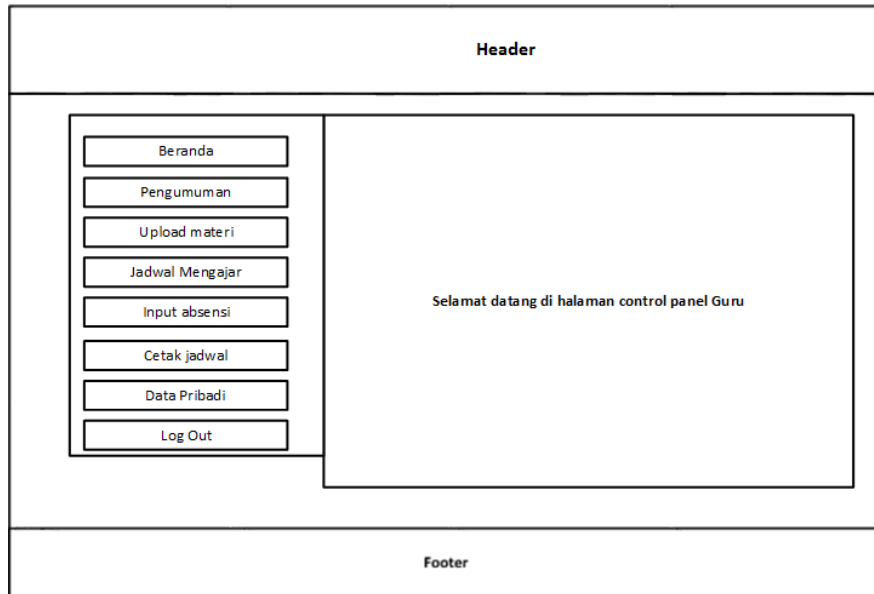 Header
Beranda
Pengumuman
Upload materi
Jadwal Mengajar
Input absensi
Cetak jadwal
Data Pribadi
Log Out
Selamat datang di halaman control panel Guru
Footer